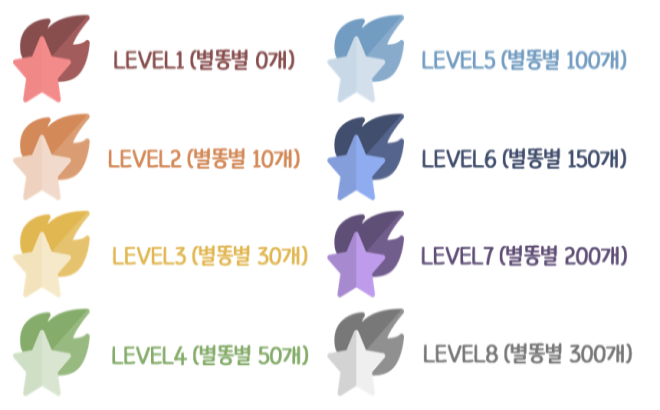 LEVEL1 (별똥별 0개)
LEVEL2 (별똥별 10개)
LEVEL3 (별똥별 30개)
LEVEL4 (별똥별 50개)
LEVEL5 (별똥별 100개)
LEVEL6 (별똥별 150개)
LEVEL7 (별똥별 200개)
LEVEL8 (별똥별 300개)